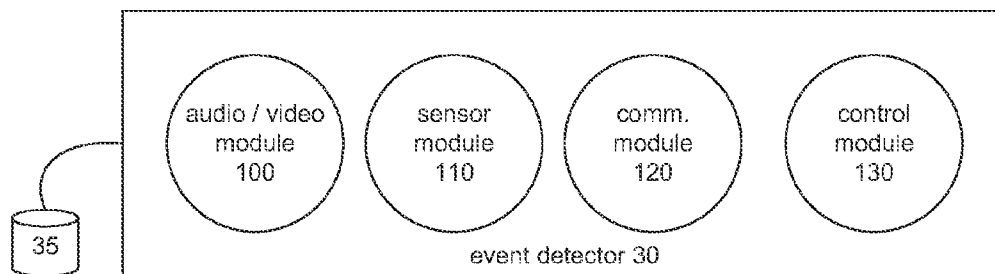 audio / video
module
100
sensor
module
110
comm.
module
120
control
module
130
35
event detector 30